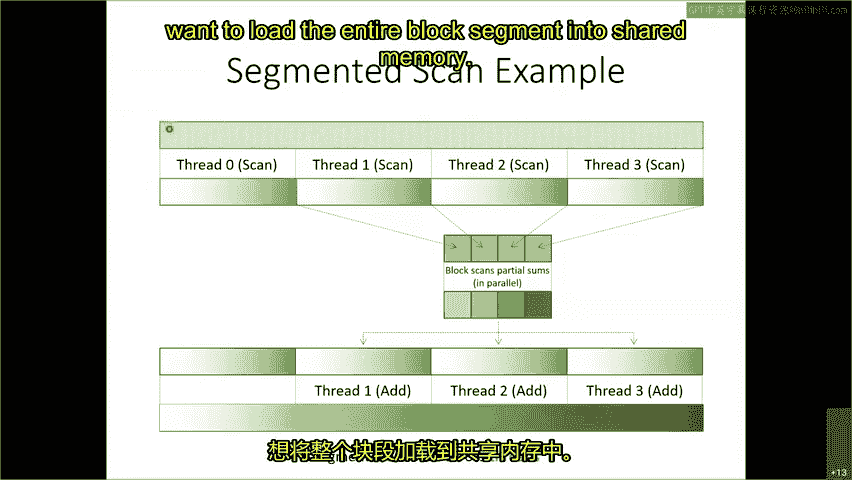 want to load the entire block segment into shared
memory.
Segmented Scan Example
Thread 0 (Scan) Thread 1 (Scan) Thread 2 (Scan) Thread 3 (Scan)
Block scans partial sums
(in parallel)
Thread 1 (Add) Thread 2 (Add) Thread 3 (Add)
想将整个块段加载到共享内存中。
+13